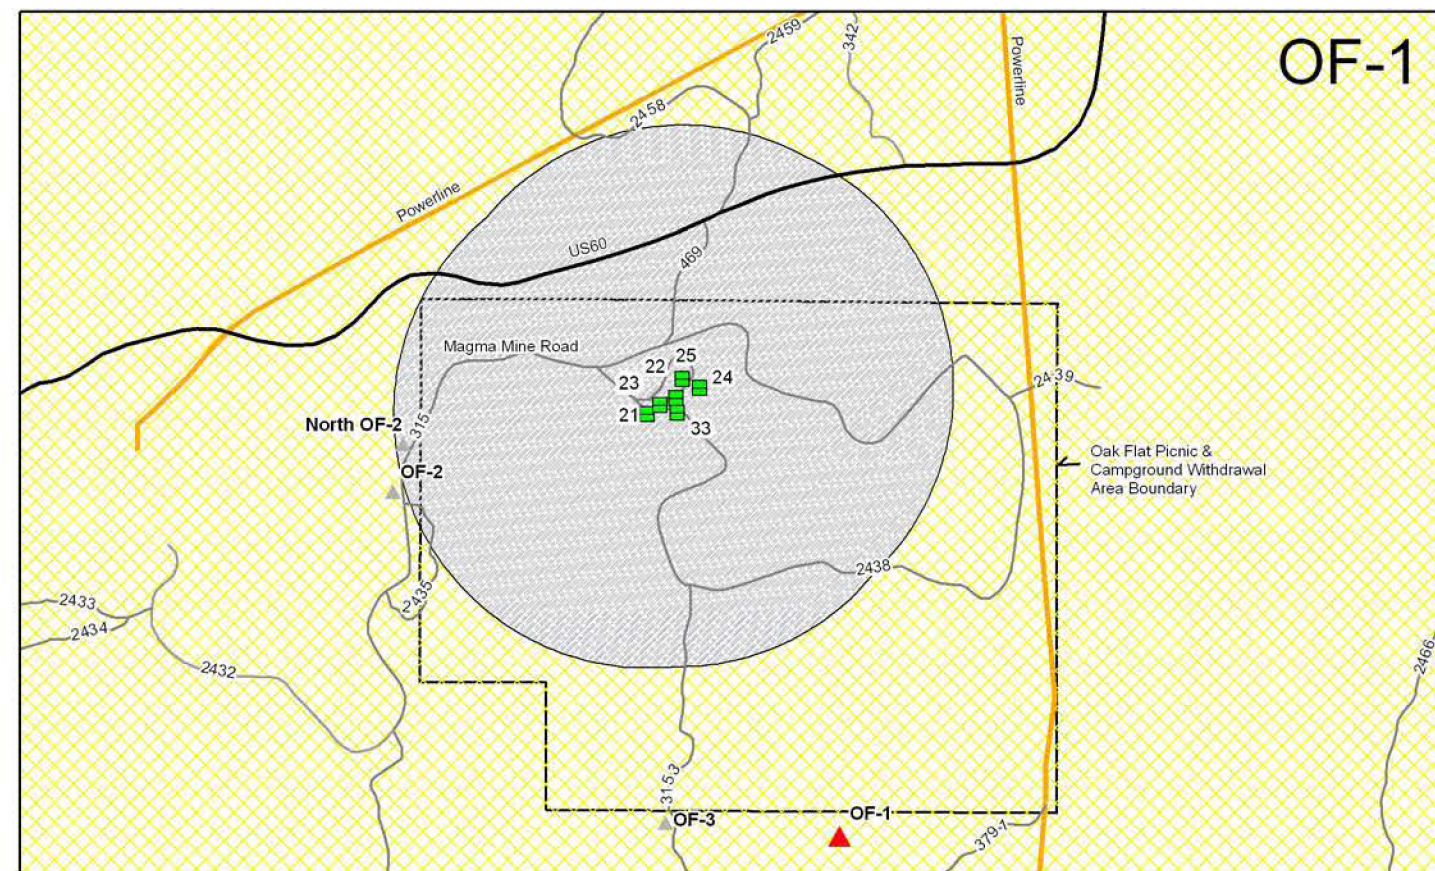 OF-1
2459
342
Powerline
2458
Powerline
US60
469
Magma Mine Road
25
22
24
23
21
33
2439
315
North OF-2
OF-2
Oak Flat Picnic &
Campground Withdrawal
Area Boundary
2438
2435
2433
2434
2432
2466
3153
OF-3
OF-1
379-1